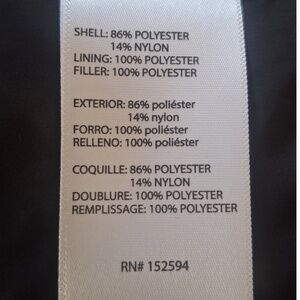 SHELL: 86% POLYESTER
14% NYLON
LINING: 100% POLYESTER
FILLER: 100% POLYESTER
EXTERIOR: 86% poliéster
14% nylon
FORRO: 100% poliéster
RELLENO: 100% poliéster
COQUILLE: 86% POLYESTER
14% NYLON
DOUBLURE: 100% POLYESTER
REMPLISSAGE: 100% POLYESTER
RN# 152594